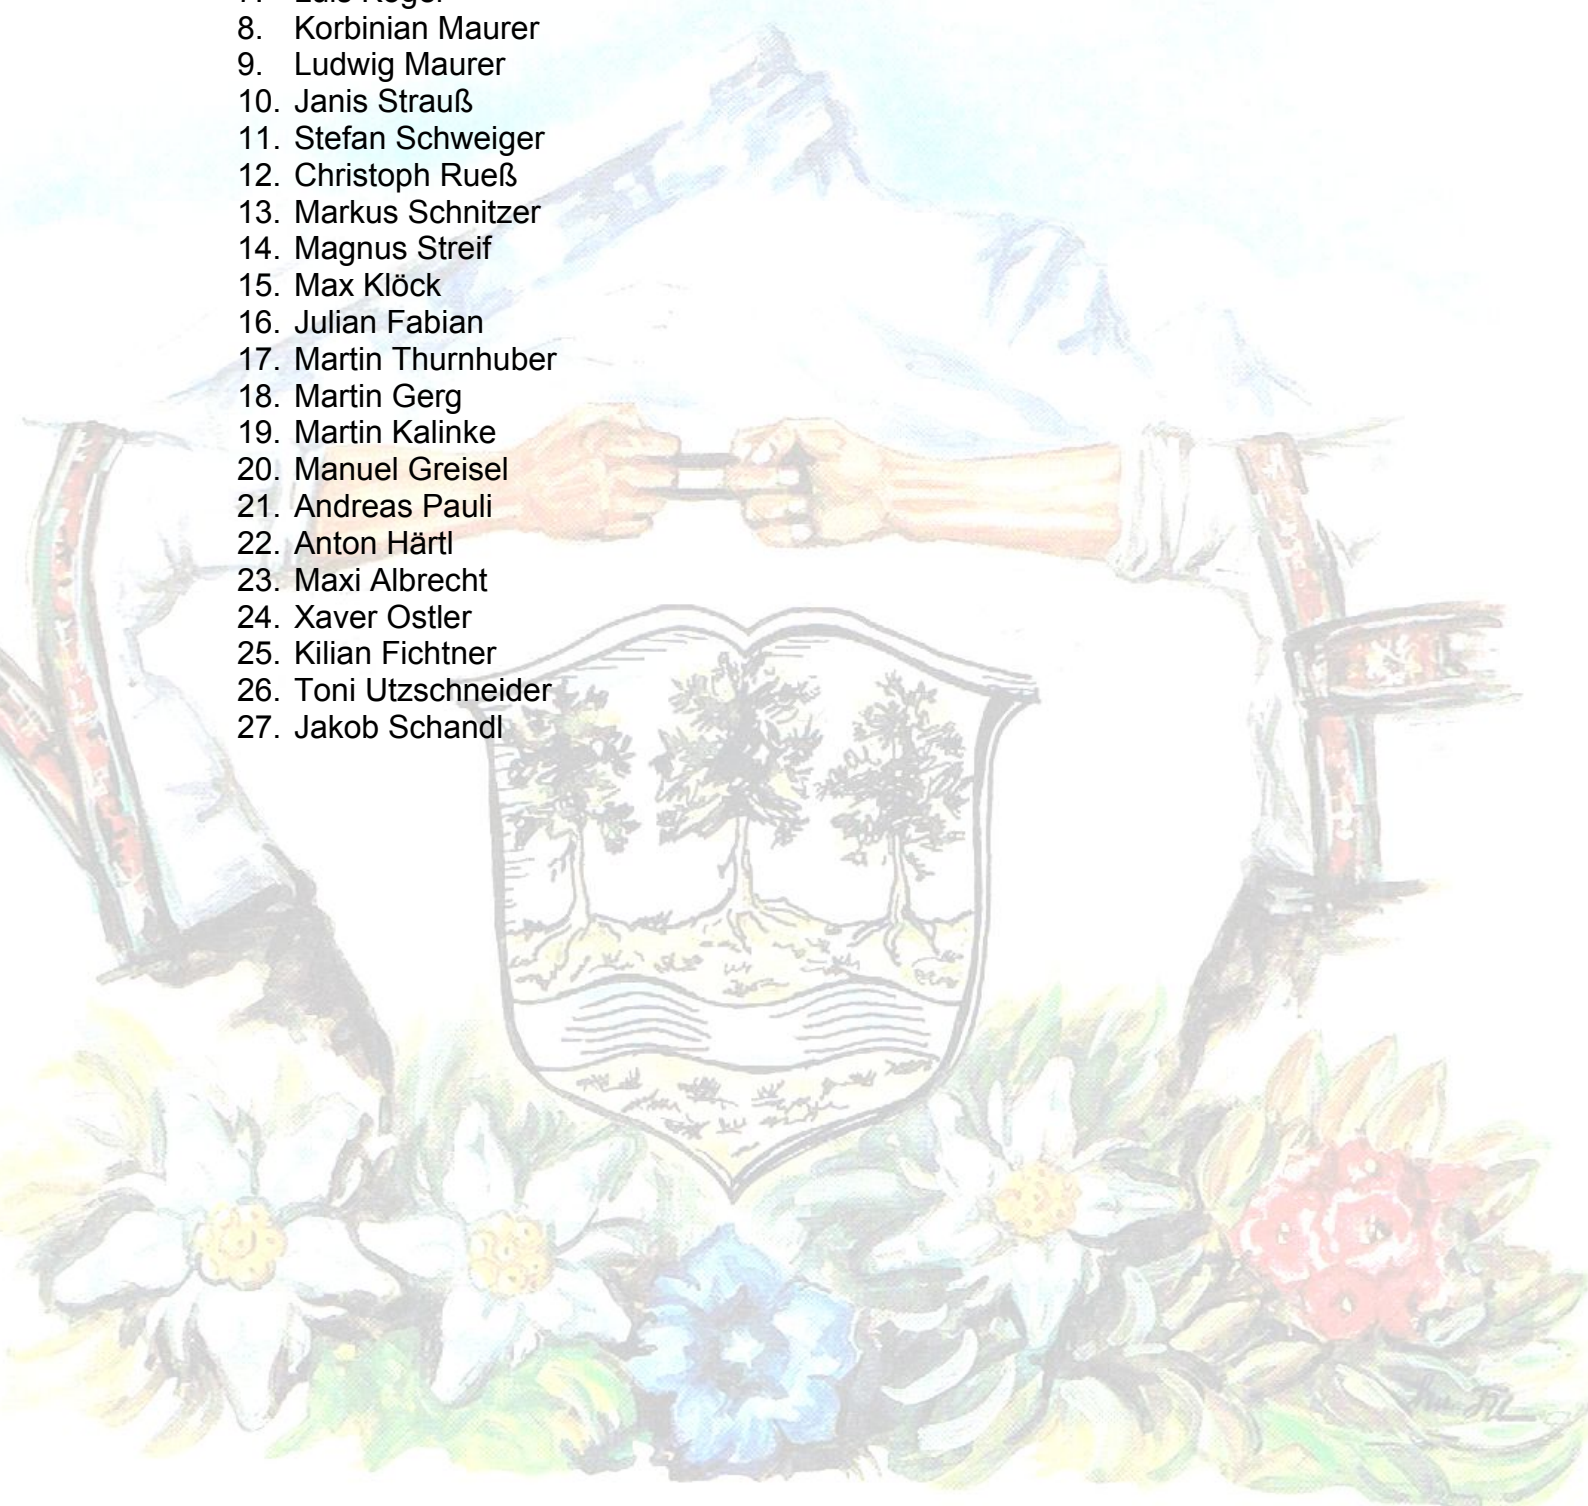 8. Korbinian Maurer
9. Ludwig Maurer
10. Janis Strauß
11. Stefan Schweiger
12. Christoph Rueß
13. Markus Schnitzer
14. Magnus Streif
15. Max Klöck
16. Julian Fabian
17. Martin Thurnhuber
18. Martin Gerg
19. Martin Kalinke
20. Manuel Greisel
21. Andreas Pauli
22. Anton Härtl
23. Maxi Albrecht
24. Xaver Ostler
25. Kilian Fichtner
26. Toni Utzschneider
27. Jakob Schandl